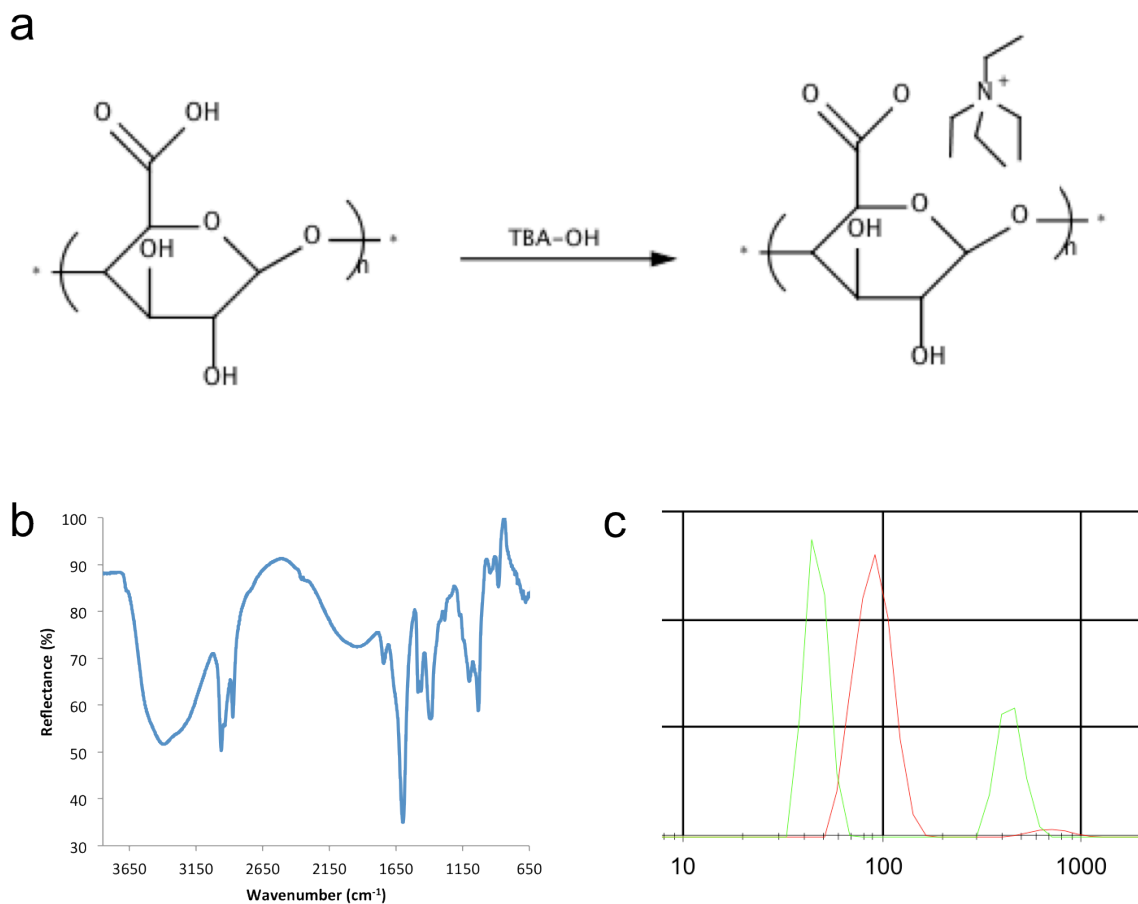 a
O
OH
O
OH
OH
O
n
*
*
TBA-OH
O
O
N+
O
OH
OH
O
n
*
*
b
100
90
80
70
60
50
40
30
Reflectance (%)
3650 3150 2650 2150 1650 1150 650
Wavenumber (cm-1)
c
10 100 1000